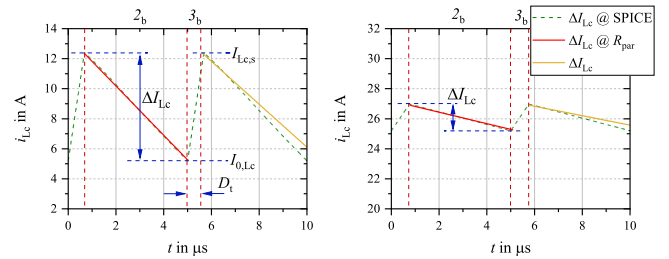 2b 3b
14
12
10
8
6
4
2
0
0 2 4 6 8 10
iLc in A
t in μs
ILc,s
ΔILc
I0,Lc
Dt
2b 3b
32
30
28
26
24
22
20
0 2 4 6 8 10
iLc in A
t in μs
ΔILc
ΔILc @ SPICE
ΔILc @ Rpar
ΔILc